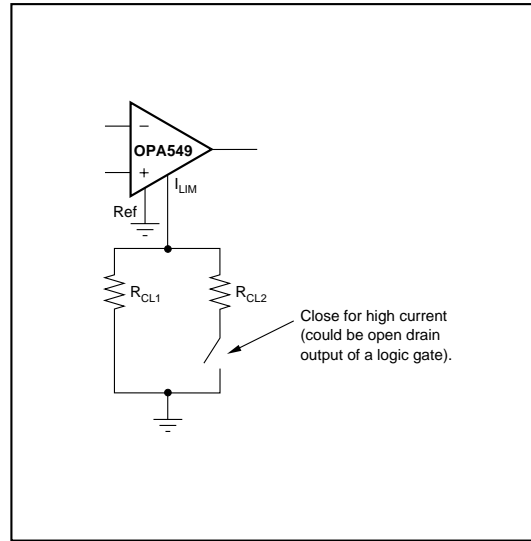 −
OPA549
+
I_LIM
Ref
R_CL1
R_CL2
Close for high current
(could be open drain
output of a logic gate).